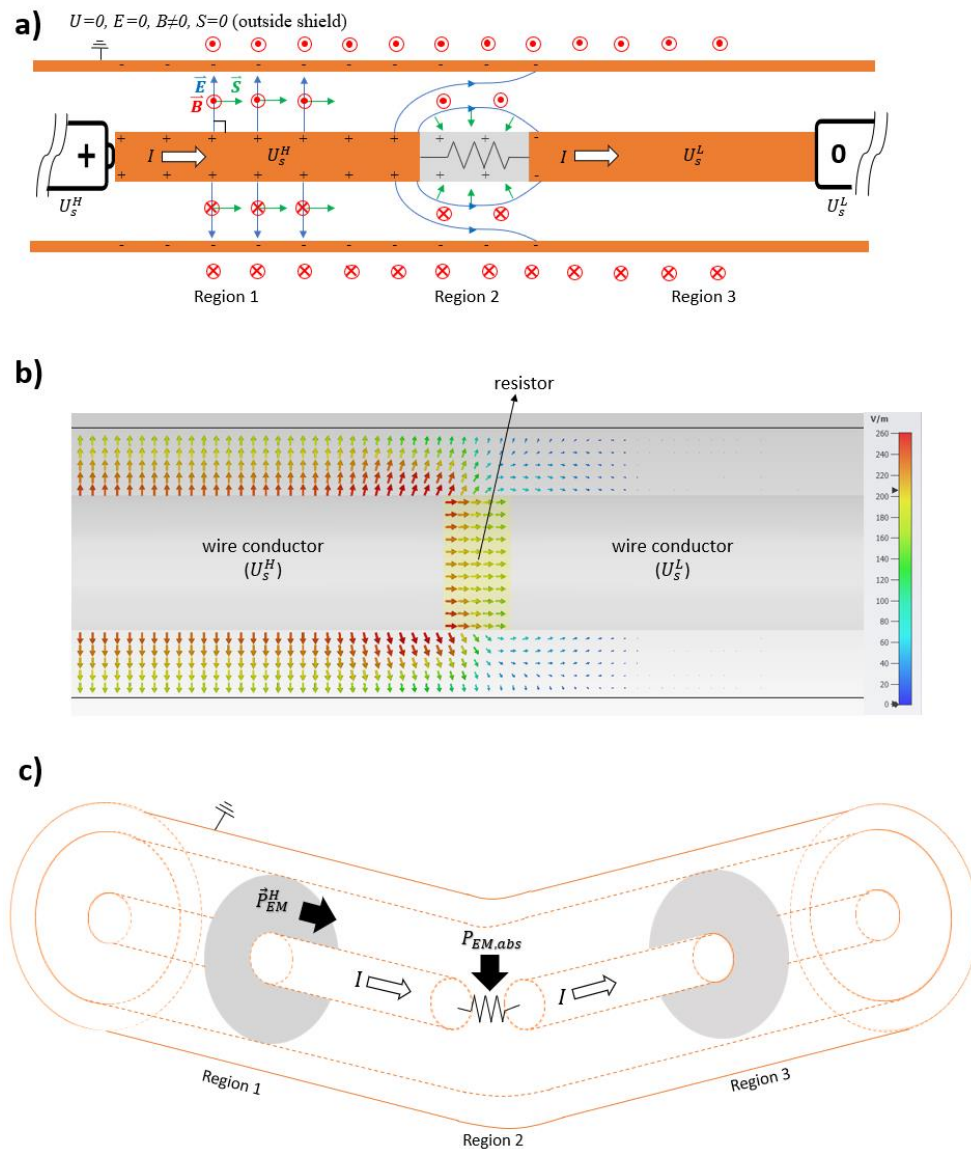 a)
U=0, E=0, B≠0, S=0 (outside shield)
- - - - - - - - - -
E⃗ S⃗
B⃗
+ + + + + + + -
+ I U_s^H I U_s^L 0
+ + + + + + + + -
U_s^H U_s^L
- - - - - - - - - -
Region 1 Region 2 Region 3
b)
resistor
V/m
260
240
220
200
180
160
140
120
100
80
60
40
20
0
wire conductor wire conductor
(U_s^H) (U_s^L)
c)
P⃗_EM^H
P_EM,abs
I I
Region 1 Region 3
Region 2